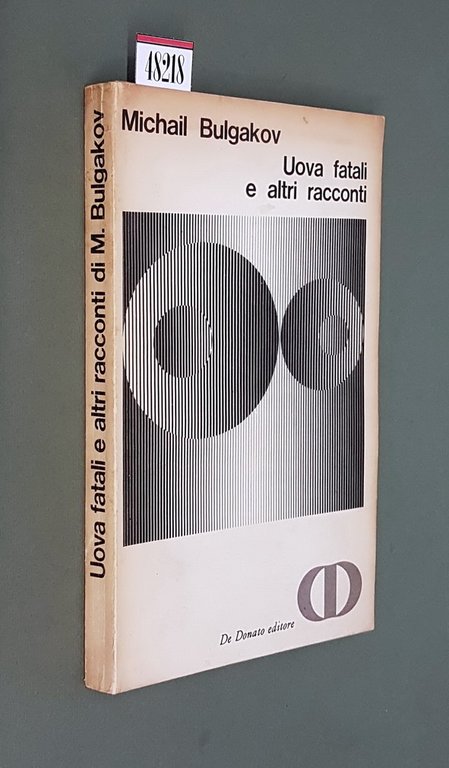 48218
Michail Bulgakov
Uova fatali
e altri racconti
De Donato editore
Uova fatali e altri racconti di M. Bulgakov